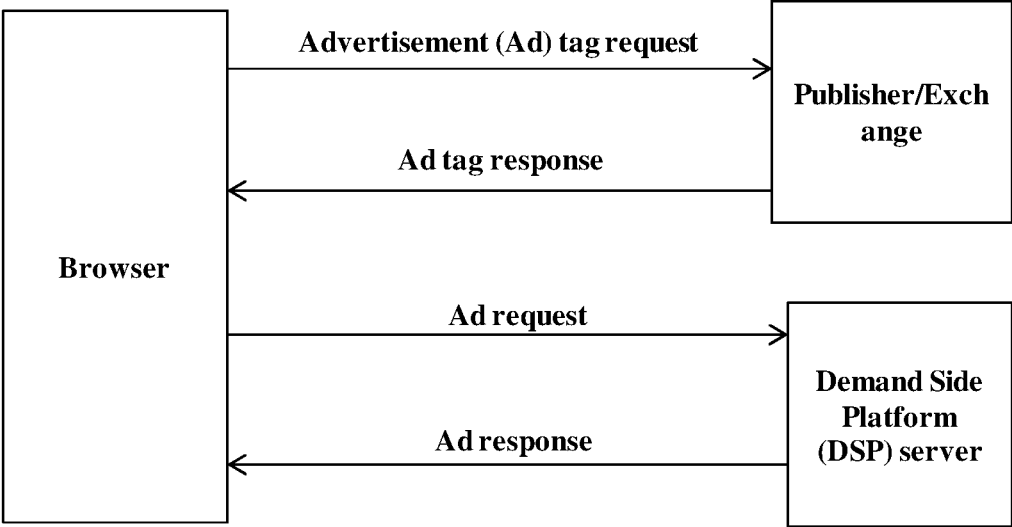 Advertisement (Ad) tag request
Publisher/Exch
ange
Ad tag response
Browser
Ad request
Demand Side
Platform
(DSP) server
Ad response